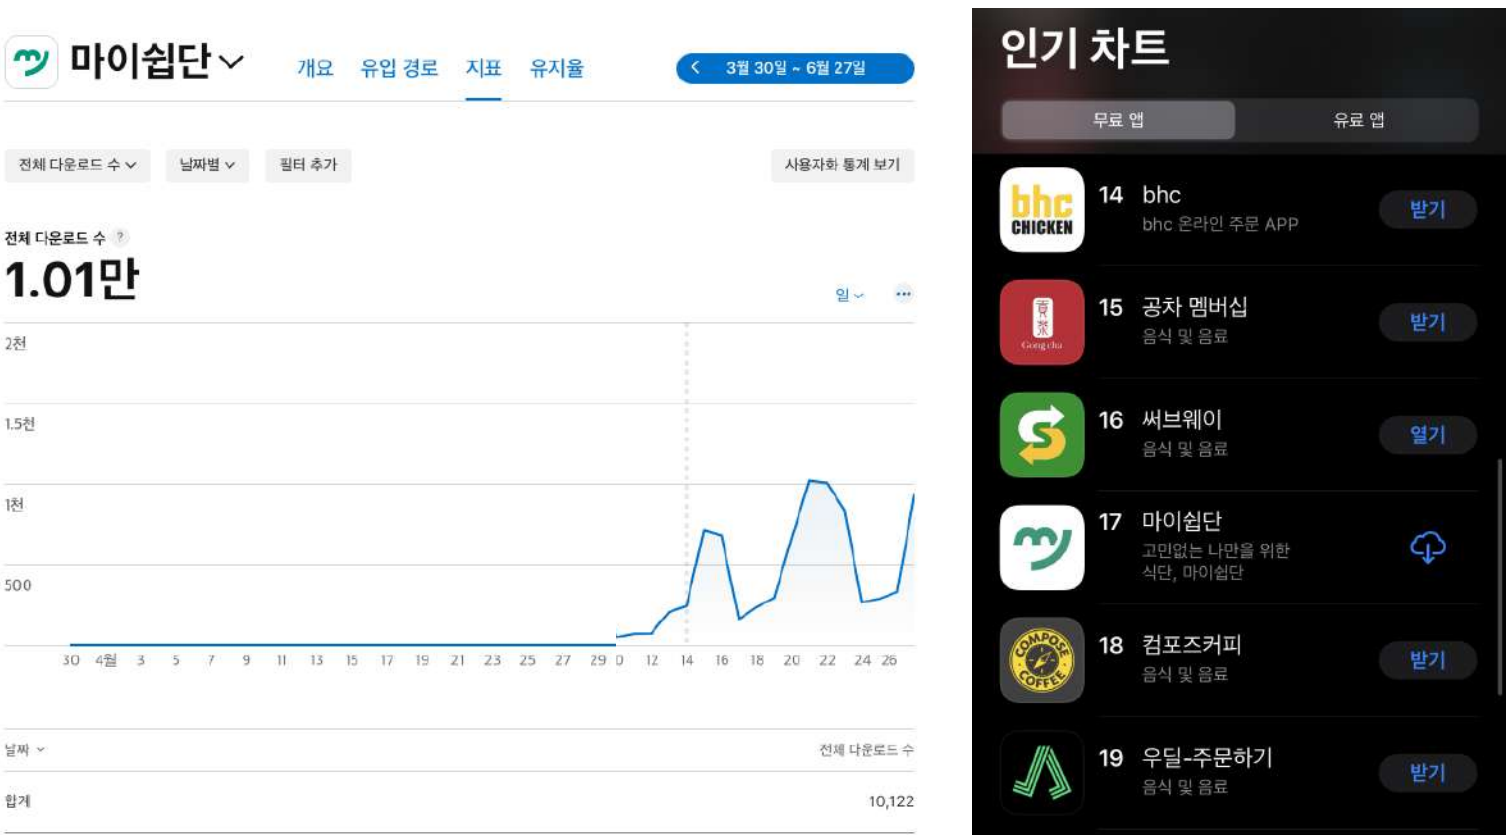 마이쉽단
개요 유입 경로 지표 유지율
3월 30일 ~ 6월 27일
전체 다운로드 수 날짜별 필터 추가 사용자화 통계 보기
전체 다운로드 수 ?
1.01만
일
2천
1.5천
1천
500
30 4월 3 5 7 9 11 13 15 17 19 21 23 25 27 29 0 12 14 16 18 20 22 24 26
날짜 전체 다운로드 수
합계 10,122
인기 차트
무료 앱 유료 앱
bhc
CHICKEN
14 bhc
bhc 온라인 주문 APP
받기
貢茶
Gong cha
15 공차 멤버십
음식 및 음료
받기
16 써브웨이
음식 및 음료
열기
my
17 마이쉽단
고민없는 나만을 위한
식단, 마이쉽단
COMPOSE
COFFEE
18 컴포즈커피
음식 및 음료
받기
19 우딜-주문하기
음식 및 음료
받기